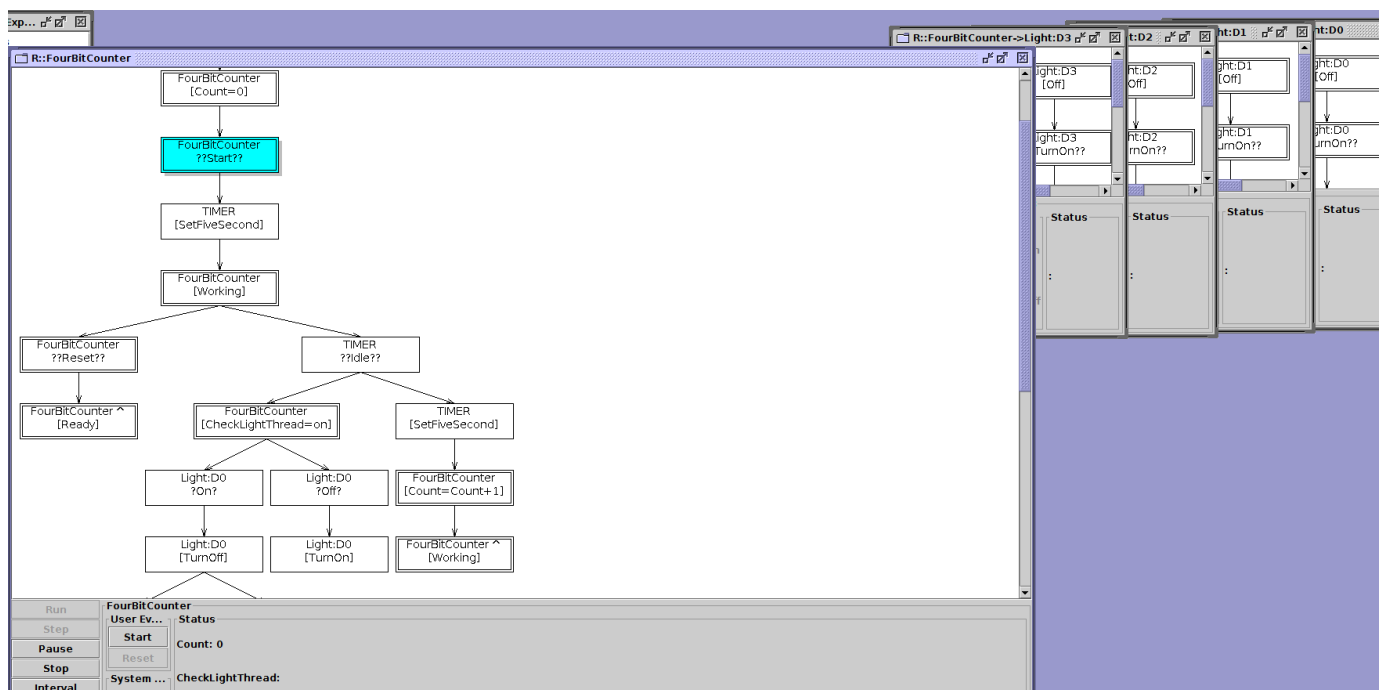 Exp...
R::FourBitCounter->Light:D3
t:D2
ht:D1
ht:D0
R::FourBitCounter
FourBitCounter
[Count=0]
FourBitCounter
??Start??
TIMER
[SetFiveSecond]
FourBitCounter
[Working]
FourBitCounter
??Reset??
TIMER
??Idle??
FourBitCounter ^
[Ready]
FourBitCounter
[CheckLightThread=on]
TIMER
[SetFiveSecond]
Light:D0
?On?
Light:D0
?Off?
FourBitCounter
[Count=Count+1]
Light:D0
[TurnOff]
Light:D0
[TurnOn]
FourBitCounter ^
[Working]
ight:D3
[Off]
ight:D3
TurnOn??
ht:D2
Off]
ht:D2
rnOn??
ght:D1
[Off]
ght:D1
urnOn??
ght:D0
[Off]
ght:D0
urnOn??
Status
:
Status
:
Status
:
Status
:
Run
Step
Pause
Stop
Interval
FourBitCounter
User Ev...
Start
Reset
System ...
Status
Count: 0
CheckLightThread: